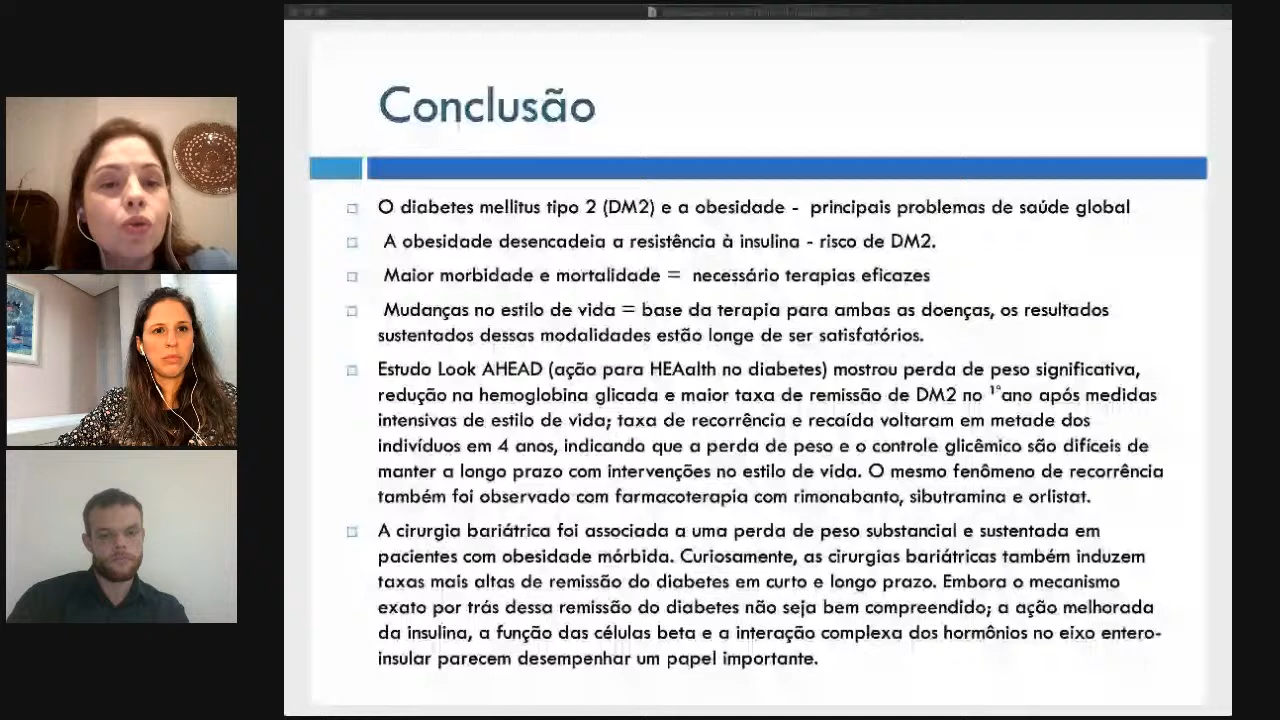 Conclusão
O diabetes mellitus tipo 2 (DM2) e a obesidade - principais problemas de saúde global
A obesidade desencadeia a resistência à insulina - risco de DM2.
Maior morbidade e mortalidade = necessário terapias eficazes
Mudanças no estilo de vida = base da terapia para ambas as doenças, os resultados
sustentados dessas modalidades estão longe de ser satisfatórios.
Estudo Look AHEAD (ação para HEAalth no diabetes) mostrou perda de peso significativa,
redução na hemoglobina glicada e maior taxa de remissão de DM2 no 1°ano após medidas
intensivas de estilo de vida; taxa de recorrência e recaída voltaram em metade dos
indivíduos em 4 anos, indicando que a perda de peso e o controle glicêmico são difíceis de
manter a longo prazo com intervenções no estilo de vida. O mesmo fenômeno de recorrência
também foi observado com farmacoterapia com rimonabanto, sibutramina e orlistat.
A cirurgia bariátrica foi associada a uma perda de peso substancial e sustentada em
pacientes com obesidade mórbida. Curiosamente, as cirurgias bariátricas também induzem
taxas mais altas de remissão do diabetes em curto e longo prazo. Embora o mecanismo
exato por trás dessa remissão do diabetes não seja bem compreendido; a ação melhorada
da insulina, a função das células beta e a interação complexa dos hormônios no eixo entero-
insular parecem desempenhar um papel importante.